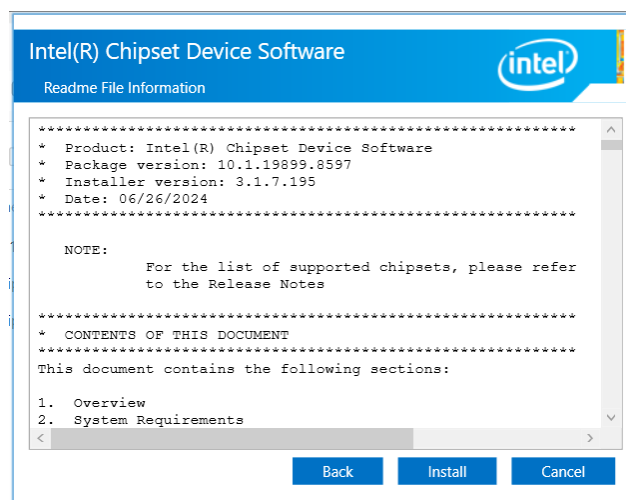 Intel(R) Chipset Device Software
intel
Readme File Information
************************************************************
*  Product: Intel(R) Chipset Device Software
*  Package version: 10.1.19899.8597
*  Installer version: 3.1.7.195
*  Date: 06/26/2024
************************************************************
NOTE:
For the list of supported chipsets, please refer
to the Release Notes
************************************************************
*  CONTENTS OF THIS DOCUMENT
************************************************************
This document contains the following sections:
1.  Overview
2.  System Requirements
Back Install Cancel